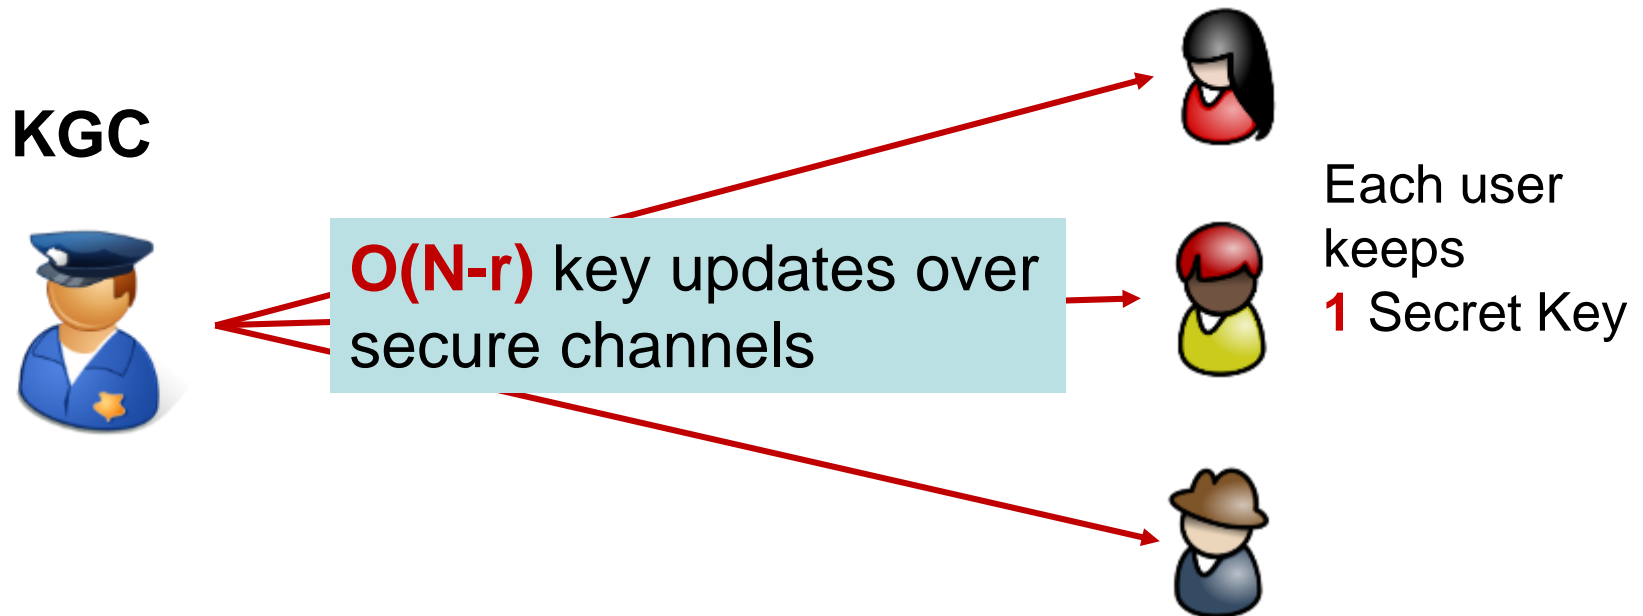 KGC
O(N-r) key updates over
secure channels
Each user
keeps
1 Secret Key